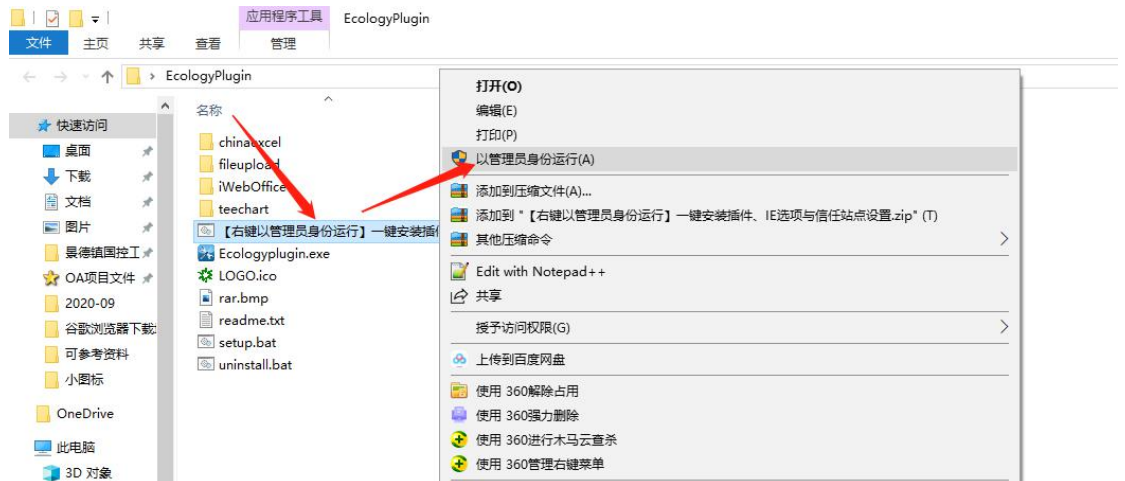 应用程序工具 EcologyPlugin
文件 主页 共享 查看 管理
EcologyPlugin
快速访问
桌面
下载
文档
图片
景德镇国控工
OA项目文件
2020-09
谷歌浏览器下载
可参考资料
小图标
OneDrive
此电脑
3D 对象
名称
chinaexcel
fileupload
iWebOffice
teechart
【右键以管理员身份运行】一键安装插
Ecologyplugin.exe
LOGO.ico
rar.bmp
readme.txt
setup.bat
uninstall.bat
打开(O)
编辑(E)
打印(P)
以管理员身份运行(A)
添加到压缩文件(A)...
添加到 "【右键以管理员身份运行】一键安装插件、IE选项与信任站点设置.zip" (T)
其他压缩命令
Edit with Notepad++
共享
授予访问权限(G)
上传到百度网盘
使用 360解除占用
使用 360强力删除
使用 360进行木马云查杀
使用 360管理右键菜单